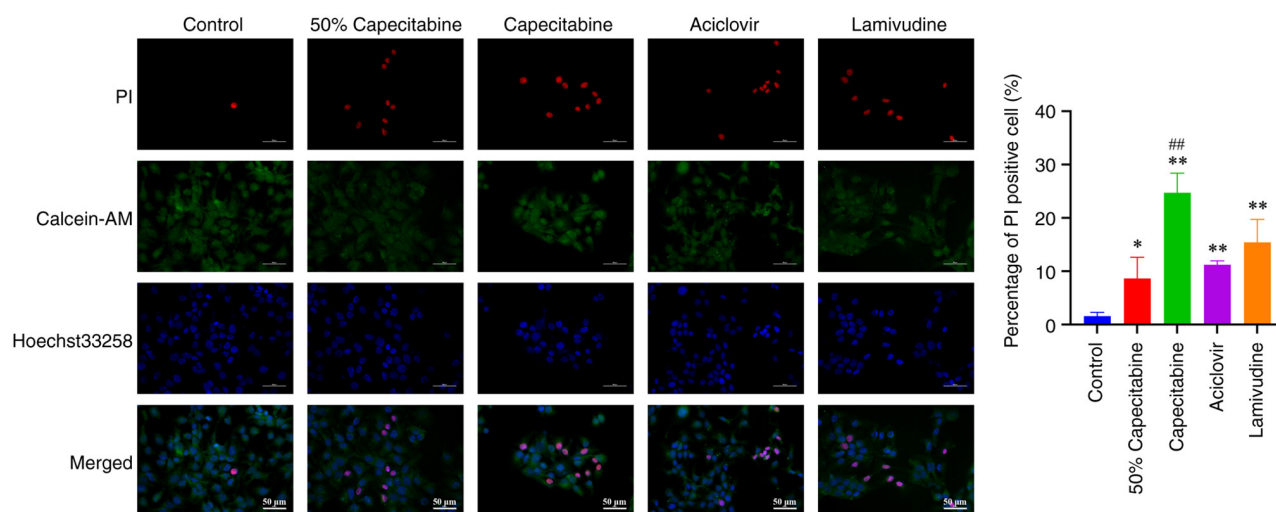 Control
50% Capecitabine
Capecitabine
Aciclovir
Lamivudine
PI
Calcein-AM
Hoechst33258
Merged
50 μm
50 μm
50 μm
50 μm
50 μm
Percentage of PI positive cell (%)
40
30
20
10
0
*
##
**
**
**
Control
50% Capecitabine
Capecitabine
Aciclovir
Lamivudine